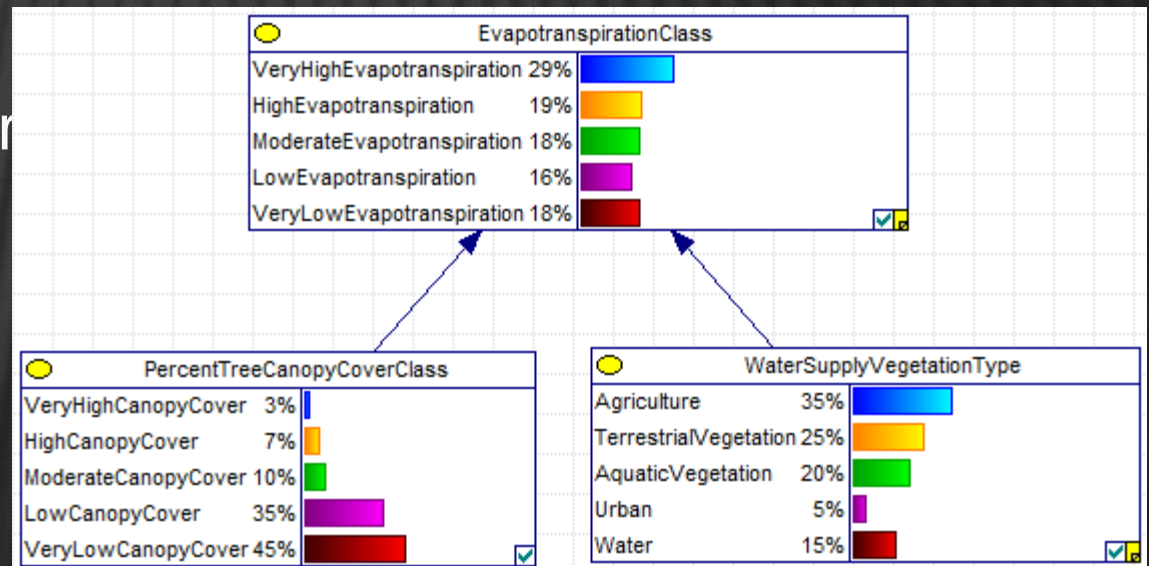 EvapotranspirationClass
VeryHighEvapotranspiration 29%
HighEvapotranspiration 19%
ModerateEvapotranspiration 18%
LowEvapotranspiration 16%
VeryLowEvapotranspiration 18%
r
PercentTreeCanopyCoverClass
VeryHighCanopyCover 3%
HighCanopyCover 7%
ModerateCanopyCover 10%
LowCanopyCover 35%
VeryLowCanopyCover 45%
WaterSupplyVegetationType
Agriculture 35%
TerrestrialVegetation 25%
AquaticVegetation 20%
Urban 5%
Water 15%